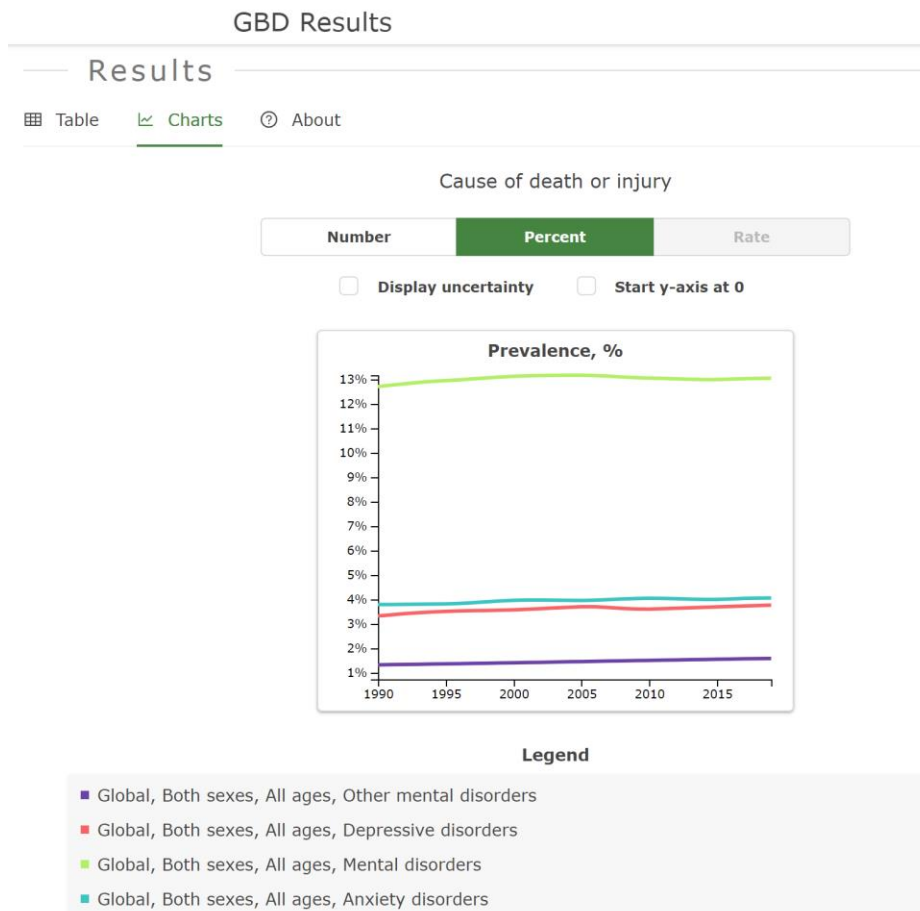 GBD Results
Results
Table Charts About
Cause of death or injury
Number Percent Rate
Display uncertainty Start y-axis at 0
Prevalence, %
13%
12%
11%
10%
9%
8%
7%
6%
5%
4%
3%
2%
1%
1990 1995 2000 2005 2010 2015
Legend
Global, Both sexes, All ages, Other mental disorders
Global, Both sexes, All ages, Depressive disorders
Global, Both sexes, All ages, Mental disorders
Global, Both sexes, All ages, Anxiety disorders